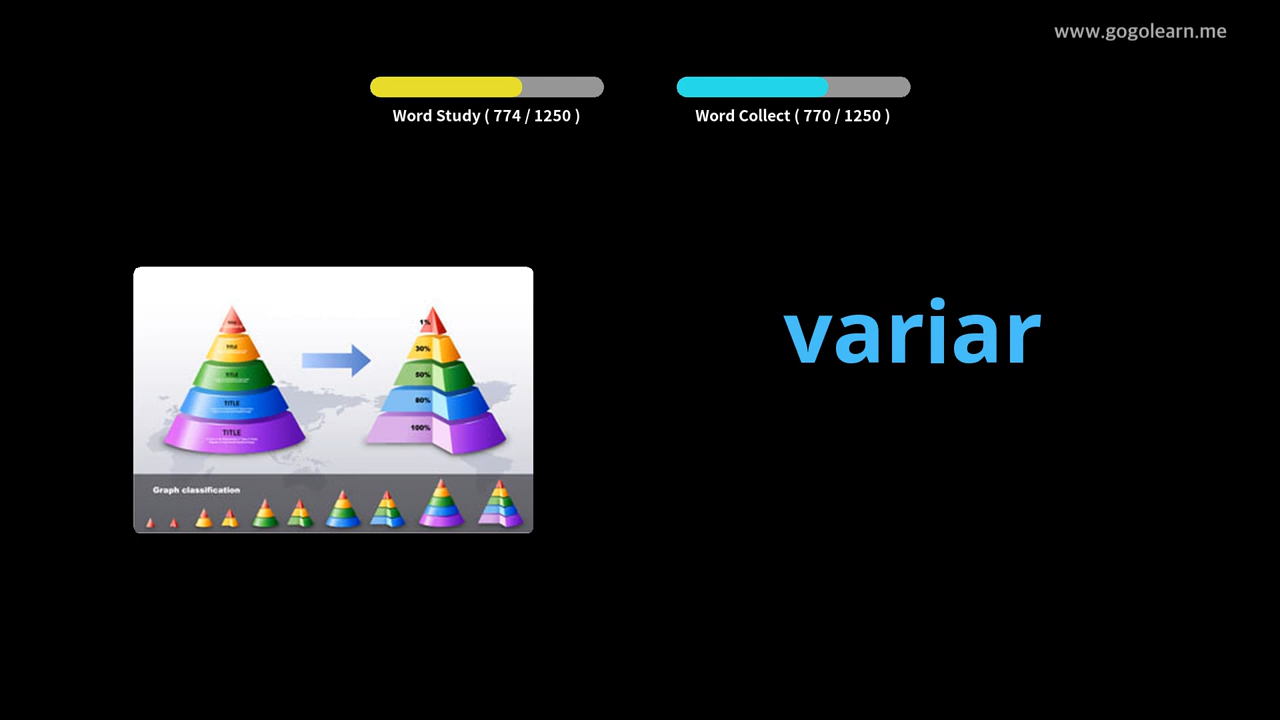 www.gogolearn.me
Word Study ( 774 / 1250 )
Word Collect ( 770 / 1250 )
variar
TITLE
TITLE
TITLE
TITLE
1%
30%
50%
80%
100%
Graph classification